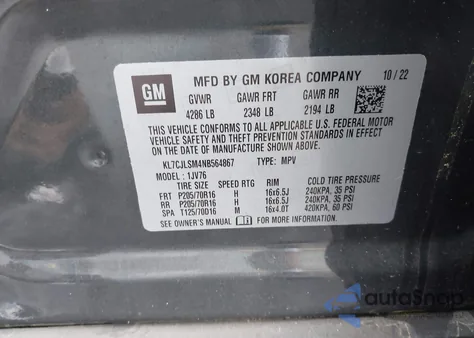 GM MFD BY GM KOREA COMPANY 10/22
GVWR GAWR FRT GAWR RR
4286 LB 2348 LB 2194 LB
THIS VEHICLE CONFORMS TO ALL APPLICABLE U.S. FEDERAL MOTOR
VEHICLE SAFETY AND THEFT PREVENTION STANDARDS IN EFFECT ON
THE DATE OF MANUFACTURE SHOWN ABOVE.
KL7CJLSM4NB564867 TYPE: MPV
MODEL: 1JV76
TIRE SIZE SPEED RTG RIM COLD TIRE PRESSURE
FRT P205/70R16 H 16x6.5J 240KPA, 35 PSI
RR P205/70R16 H 16x6.5J 240KPA, 35 PSI
SPA T125/70D16 M 16x4.0T 420KPA, 60 PSI
SEE OWNER'S MANUAL FOR MORE INFORMATION.
autoSnap